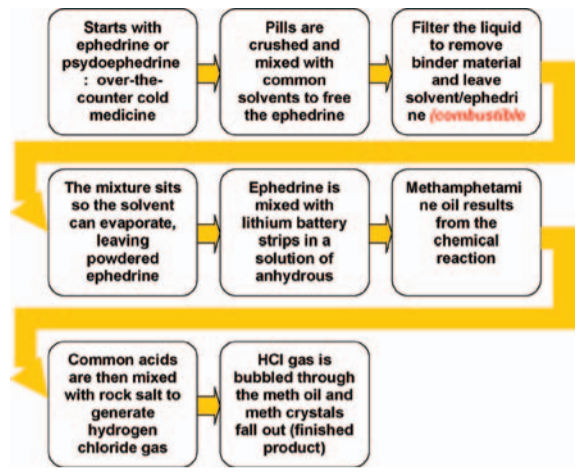 Starts with
ephedrine or
psydoephedrine
: over-the-
counter cold
medicine
Pills are
crushed and
mixed with
common
solvents to free
the ephedrine
Filter the liquid
to remove
binder material
and leave
solvent/ephedri
ne (combustible
The mixture sits
so the solvent
can evaporate,
leaving
powdered
ephedrine
Ephedrine is
mixed with
lithium battery
strips in a
solution of
anhydrous
Methamphetami
ne oil results
from the
chemical
reaction
Common acids
are then mixed
with rock salt to
generate
hydrogen
chloride gas
HCl gas is
bubbled through
the meth oil and
meth crystals
fall out (finished
product)